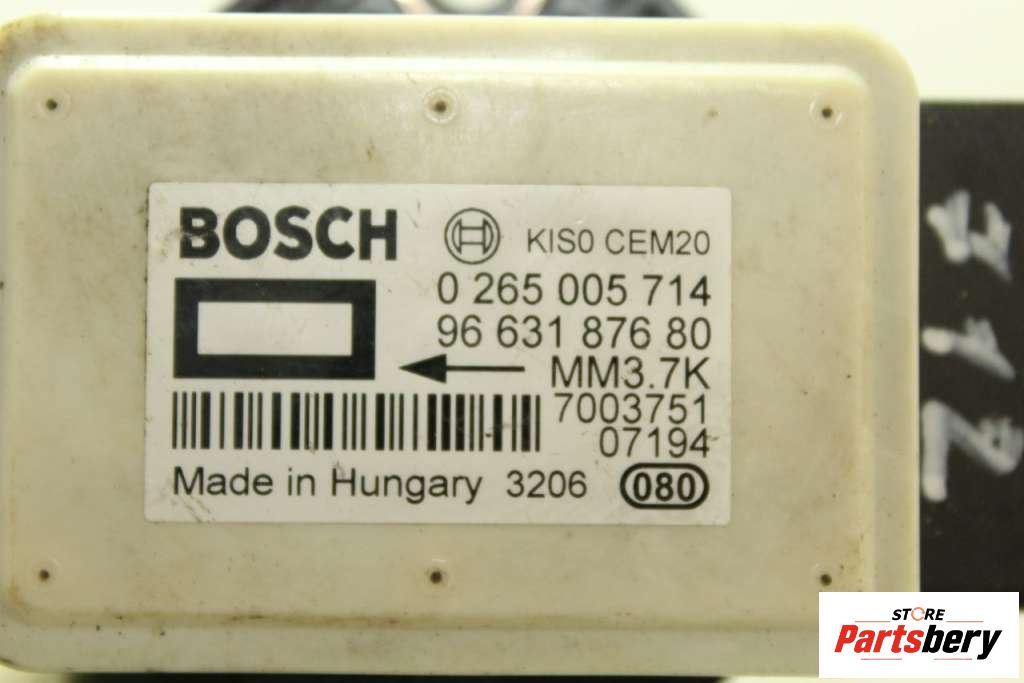 BOSCH KIS0 CEM20
0 265 005 714
96 631 876 80
MM3.7K
7003751
07194
Made in Hungary 3206 080
312
STORE
Partsbery